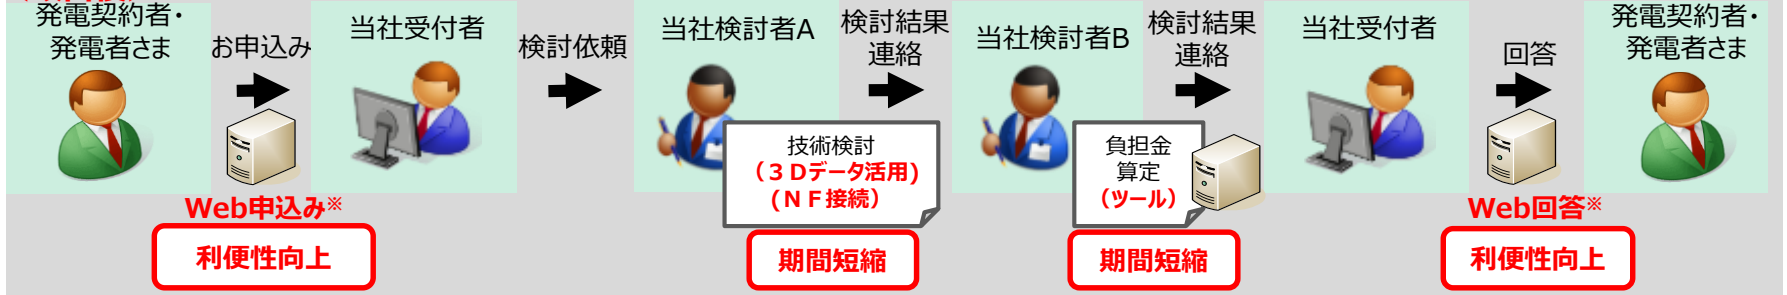 発電契約者・
発電者さま
お申込み
Web申込み※
利便性向上
当社受付者
検討依頼
当社検討者A
技術検討
（３Ｄデータ活用)
(ＮＦ接続）
期間短縮
検討結果
連絡
当社検討者B
負担金
算定
（ツール）
期間短縮
検討結果
連絡
当社受付者
回答
Web回答※
利便性向上
発電契約者・
発電者さま